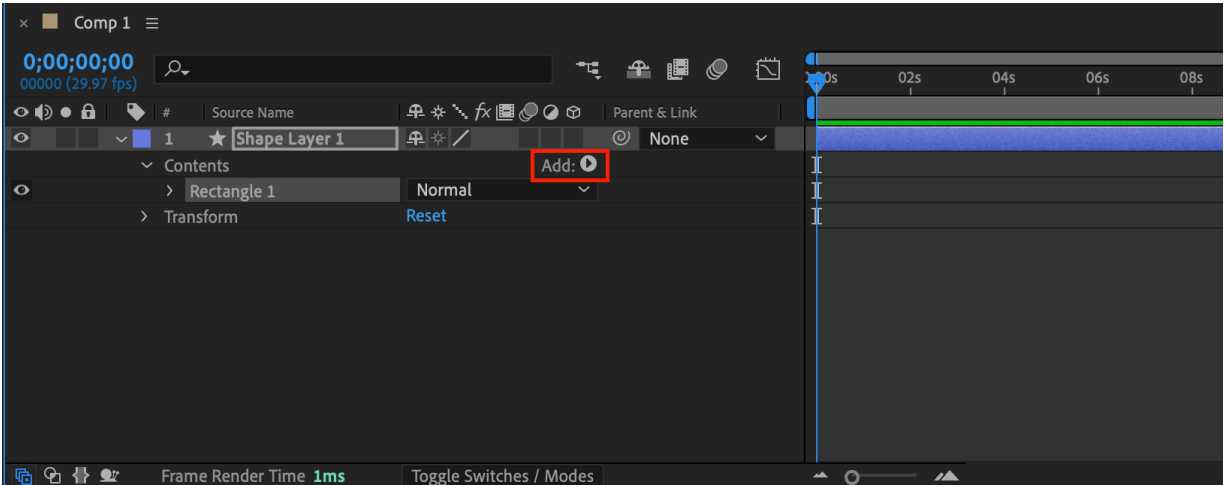 × Comp 1
0;00;00;00
00000 (29.97 fps)
02s 04s 06s 08s
# Source Name fx Parent & Link
1 Shape Layer 1 None
Contents Add:
Rectangle 1 Normal
Transform Reset
Frame Render Time 1ms Toggle Switches / Modes